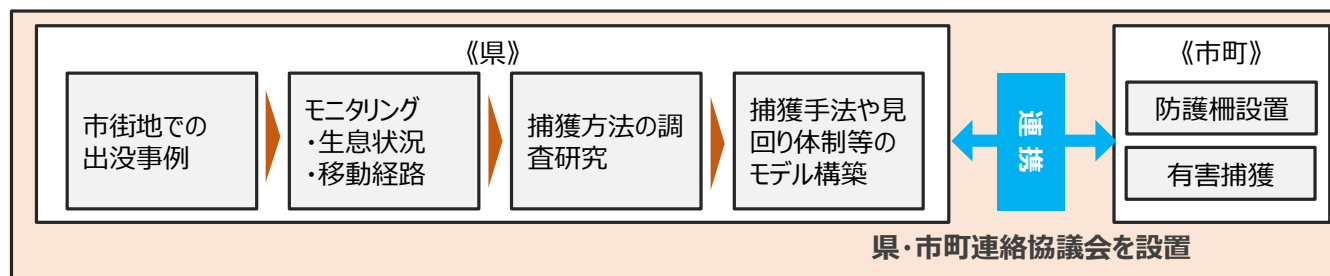 《県》
市街地での
出没事例
モニタリング
・生息状況
・移動経路
捕獲方法の調
査研究
捕獲手法や見
回り体制等の
モデル構築
連携
《市町》
防護柵設置
有害捕獲
県・市町連絡協議会を設置